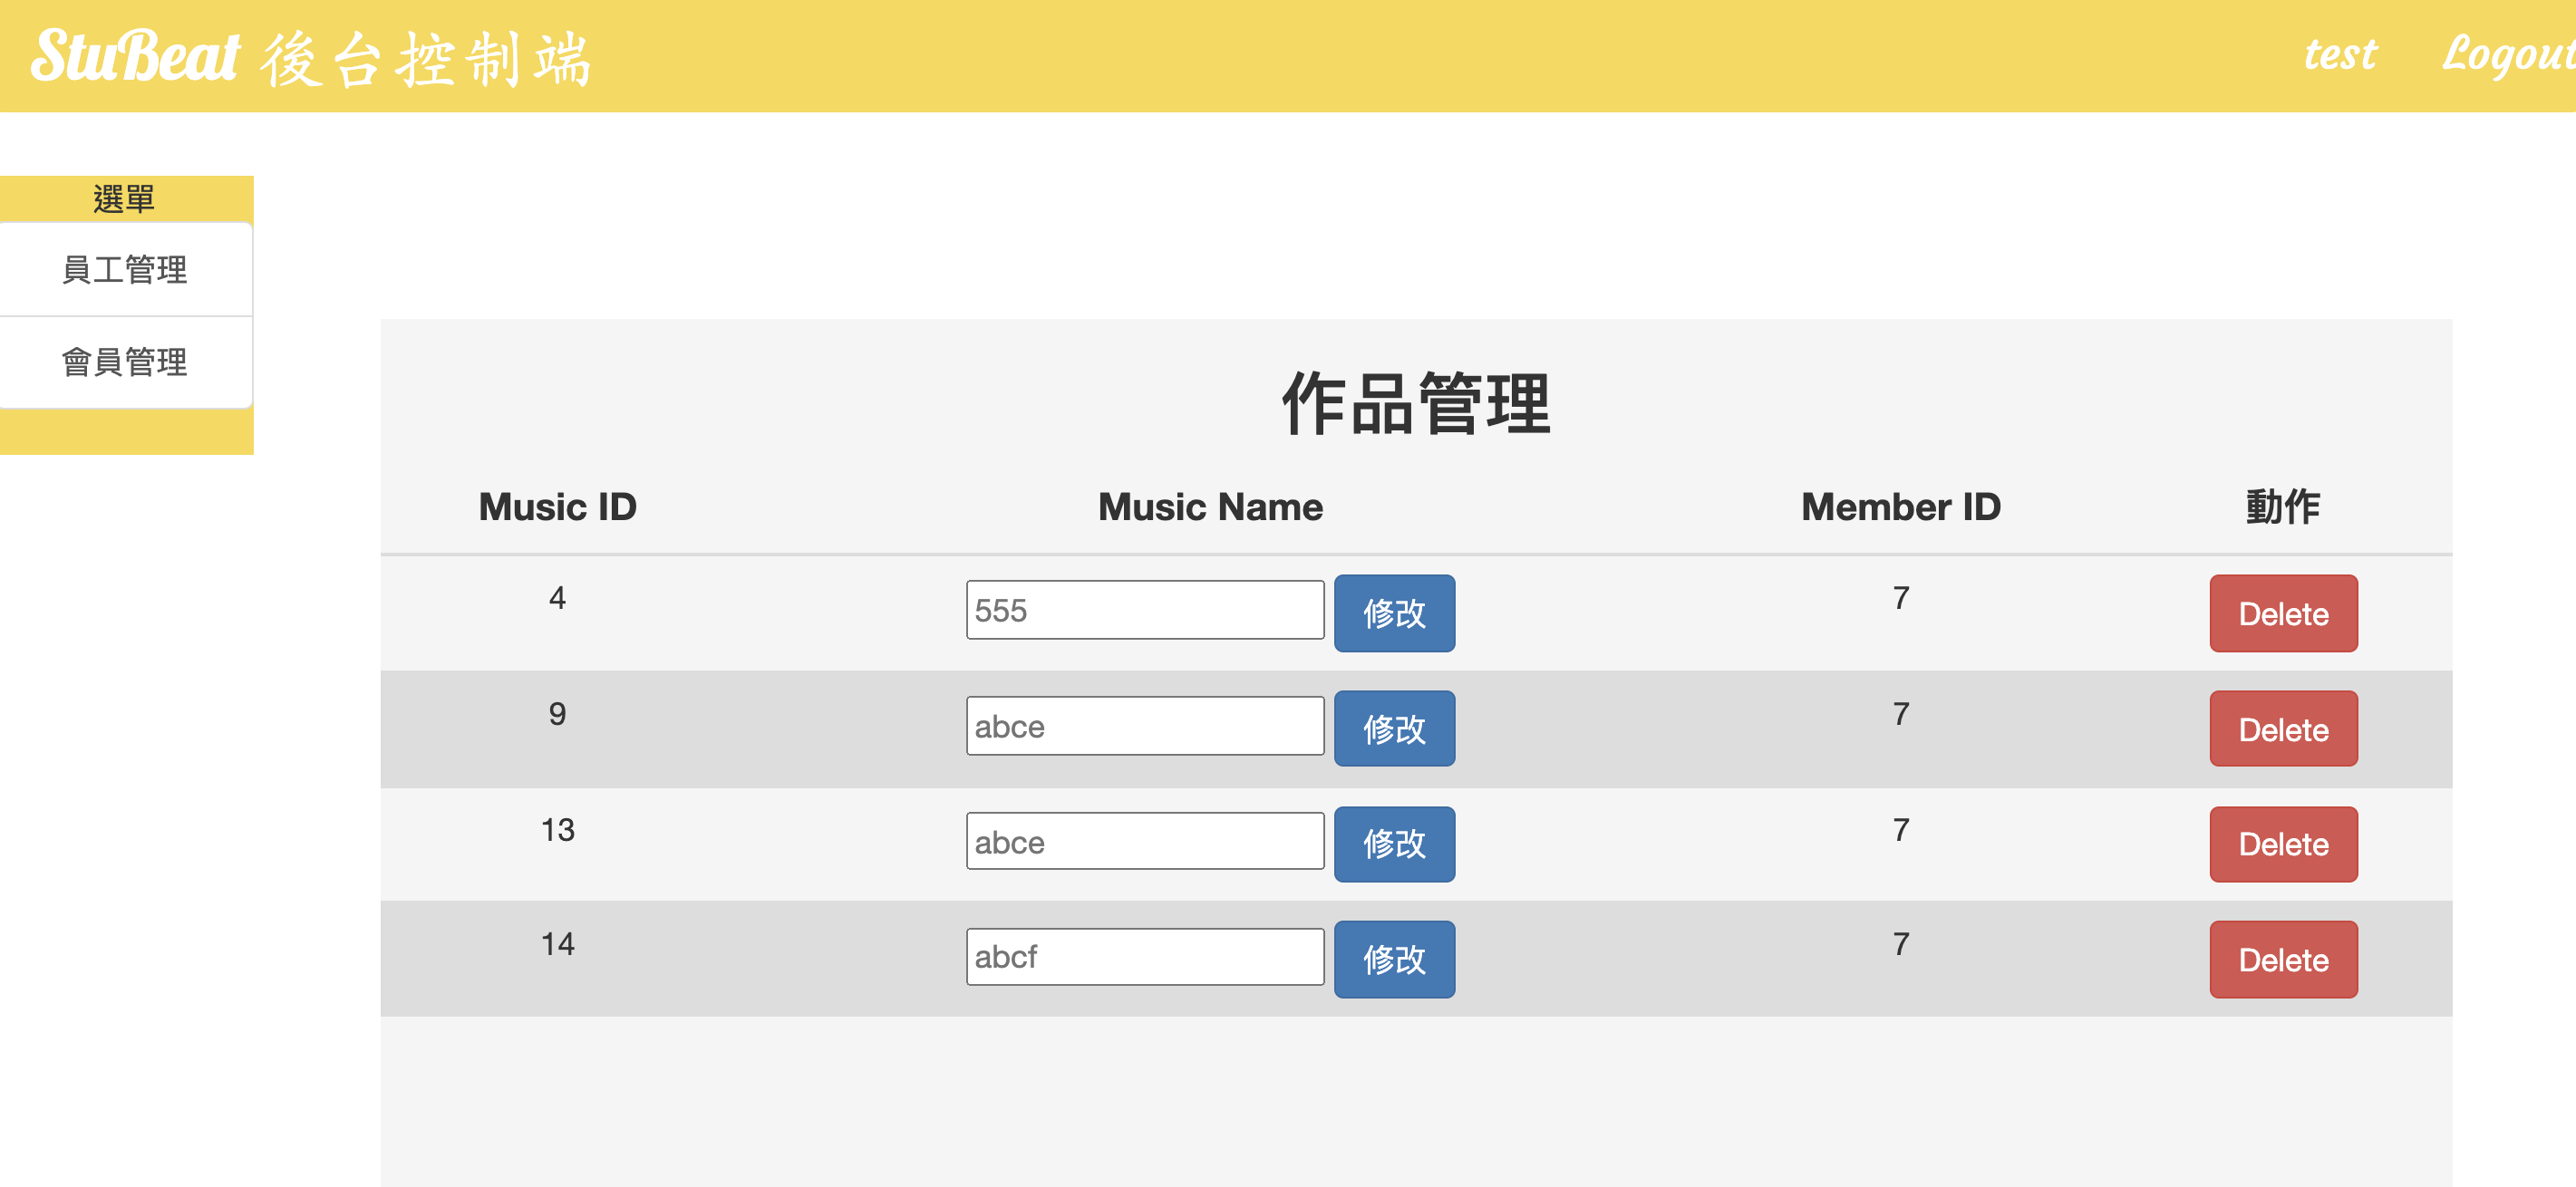 StuBeat 後台控制端 test Logout
選單
員工管理
會員管理
作品管理
Music ID Music Name Member ID 動作
4 555 修改 7 Delete
9 abce 修改 7 Delete
13 abce 修改 7 Delete
14 abcf 修改 7 Delete